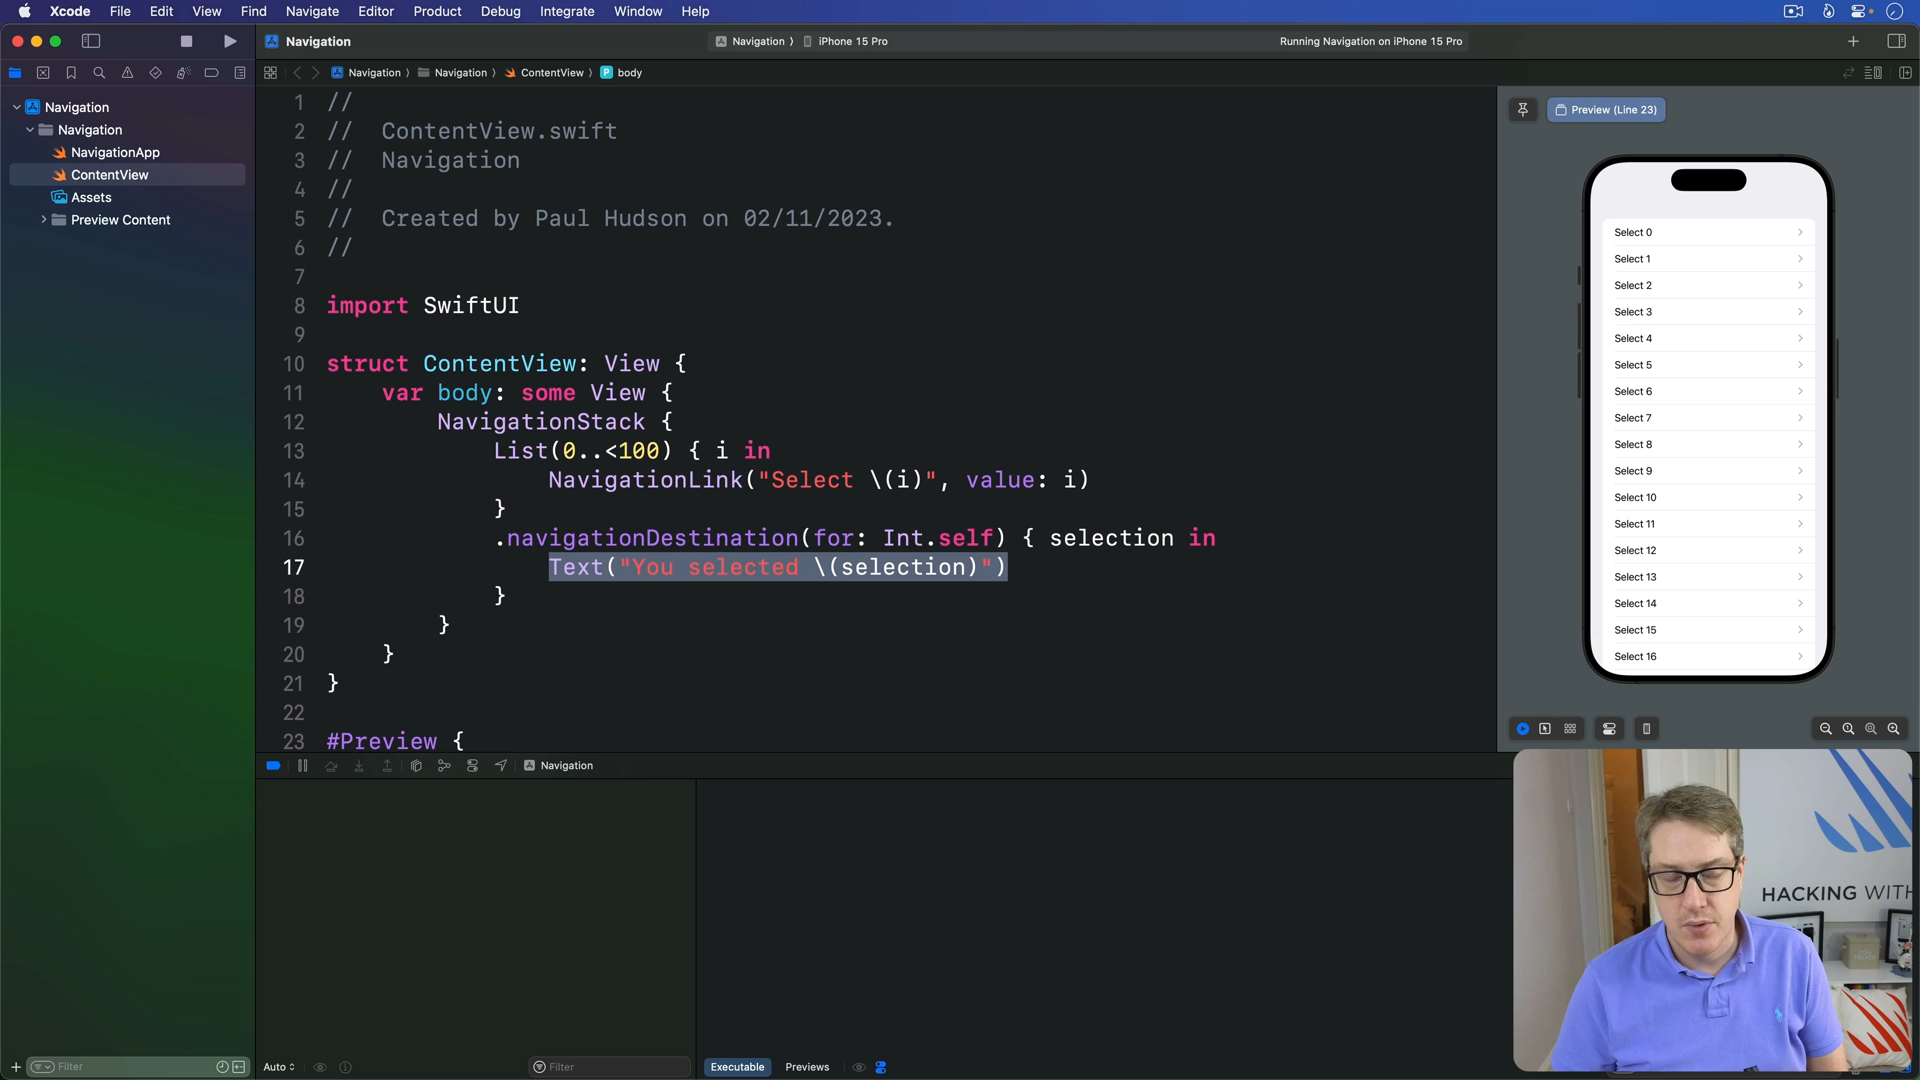 Xcode File Edit View Find Navigate Editor Product Debug Integrate Window Help
Navigation
Navigation iPhone 15 Pro
Running Navigation on iPhone 15 Pro
Navigation Navigation ContentView body
Navigation
Navigation
NavigationApp
ContentView
Assets
Preview Content
1 //
2 // ContentView.swift
3 // Navigation
4 //
5 // Created by Paul Hudson on 02/11/2023.
6 //
7
8 import SwiftUI
9
10 struct ContentView: View {
11 var body: some View {
12 NavigationStack {
13 List(0..<100) { i in
14 NavigationLink("Select \(i)", value: i)
15 }
16 .navigationDestination(for: Int.self) { selection in
17 Text("You selected \(selection)")
18 }
19 }
20 }
21 }
22
23 #Preview {
Preview (Line 23)
Select 0
Select 1
Select 2
Select 3
Select 4
Select 5
Select 6
Select 7
Select 8
Select 9
Select 10
Select 11
Select 12
Select 13
Select 14
Select 15
Select 16
Navigation
HACKING WITH
Filter
Auto
Filter
Executable Previews